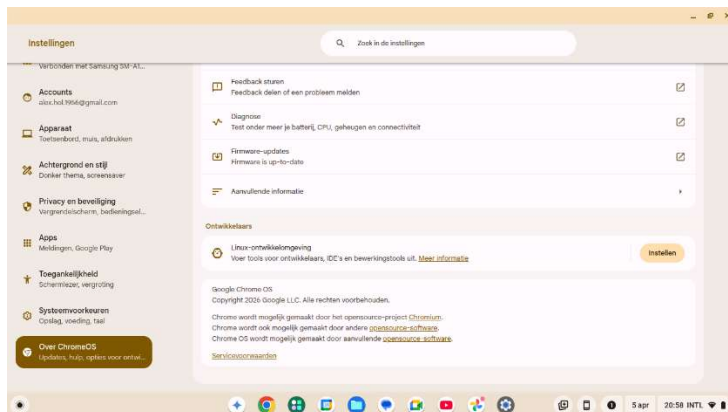 Instellingen
Zoek in de instellingen
Verbonden met Samsung SM-A1...
Accounts
alex.hol.1966@gmail.com
Apparaat
Toetsenbord, muis, afdrukken
Achtergrond en stijl
Donker thema, screensaver
Privacy en beveiliging
Vergrendelscherm, bedieningsel...
Apps
Meldingen, Google Play
Toegankelijkheid
Schermlezer, vergroting
Systeemvoorkeuren
Opslag, voeding, taal
Over ChromeOS
Updates, hulp, opties voor ontwi...
Feedback sturen
Feedback delen of een probleem melden
Diagnose
Test onder meer je batterij, CPU, geheugen en connectiviteit
Firmware-updates
Firmware is up-to-date
Aanvullende informatie
Ontwikkelaars
Linux-ontwikkelomgeving
Voer tools voor ontwikkelaars, IDE's en bewerkingstools uit. Meer informatie
Instellen
Google Chrome OS
Copyright 2026 Google LLC. Alle rechten voorbehouden.
Chrome wordt mogelijk gemaakt door het opensource-project Chromium.
Chrome wordt ook mogelijk gemaakt door andere opensource-software.
Chrome OS wordt mogelijk gemaakt door aanvullende opensource-software.
Servicevoorwaarden
5 apr
20:58 INTL